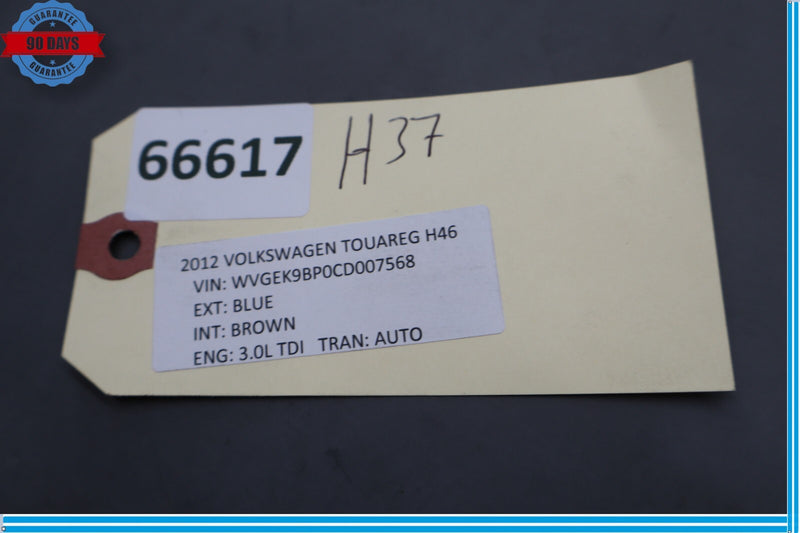 GUARANTEE
90 DAYS
GUARANTEE
66617
H37
2012 VOLKSWAGEN TOUAREG H46
VIN: WVGEK9BP0CD007568
EXT: BLUE
INT: BROWN
ENG: 3.0L TDI TRAN: AUTO